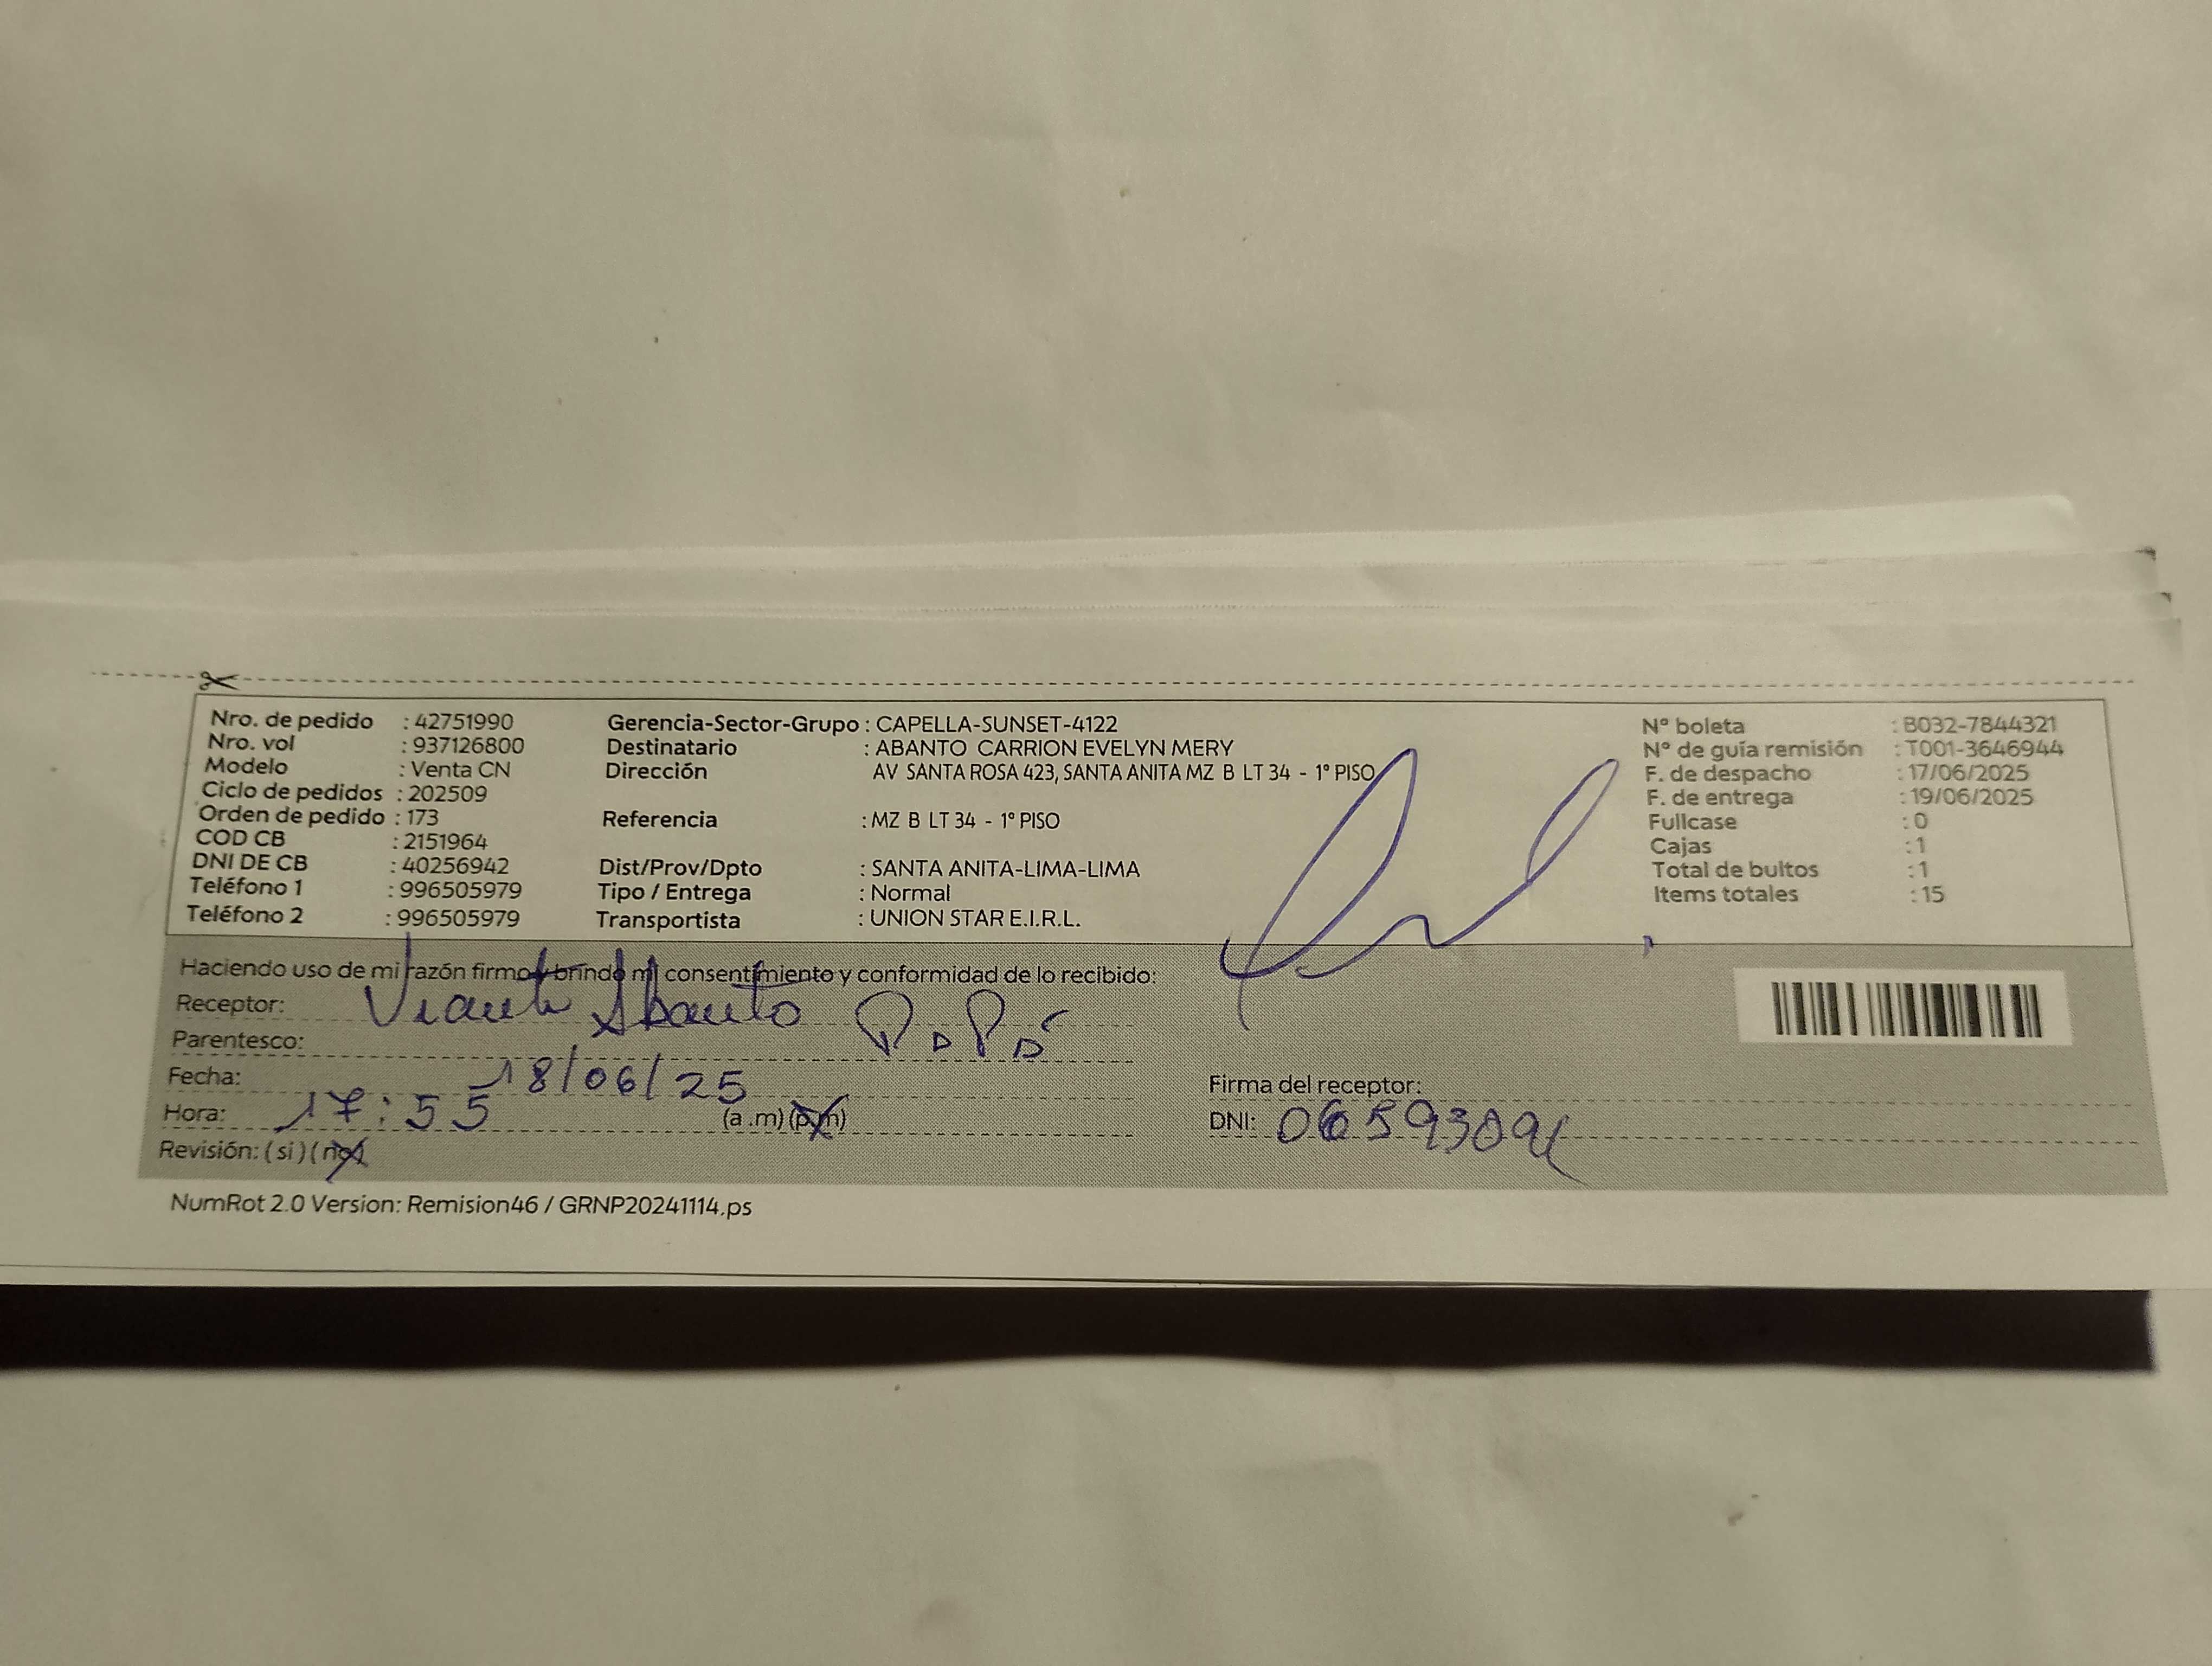 Nro. de pedido : 42751990 Gerencia-Sector-Grupo : CAPELLA-SUNSET-4122 N° boleta : B032-7844321
Nro. vol : 937126800 Destinatario : ABANTO CARRION EVELYN MERY N° de guía remisión : T001-3646944
Modelo : Venta CN Dirección AV SANTA ROSA 423, SANTA ANITA MZ B LT 34 - 1° PISO F. de despacho : 17/06/2025
Ciclo de pedidos : 202509 F. de entrega : 19/06/2025
Orden de pedido : 173 Referencia : MZ B LT 34 - 1° PISO Fullcase : 0
COD CB : 2151964 Cajas : 1
DNI DE CB : 40256942 Dist/Prov/Dpto : SANTA ANITA-LIMA-LIMA Total de bultos : 1
Teléfono 1 : 996505979 Tipo / Entrega : Normal Items totales : 15
Teléfono 2 : 996505979 Transportista : UNION STAR E.I.R.L.
Haciendo uso de mi razón firmo y brindo mi consentimiento y conformidad de lo recibido:
Receptor: Abanto PaPá
Parentesco:
Fecha: 18/06/25 Firma del receptor:
Hora: 17:55 (a.m) (p.m) DNI:
Revisión: (si) (no)
NumRot 2.0 Version: Remision46 / GRNP20241114.ps